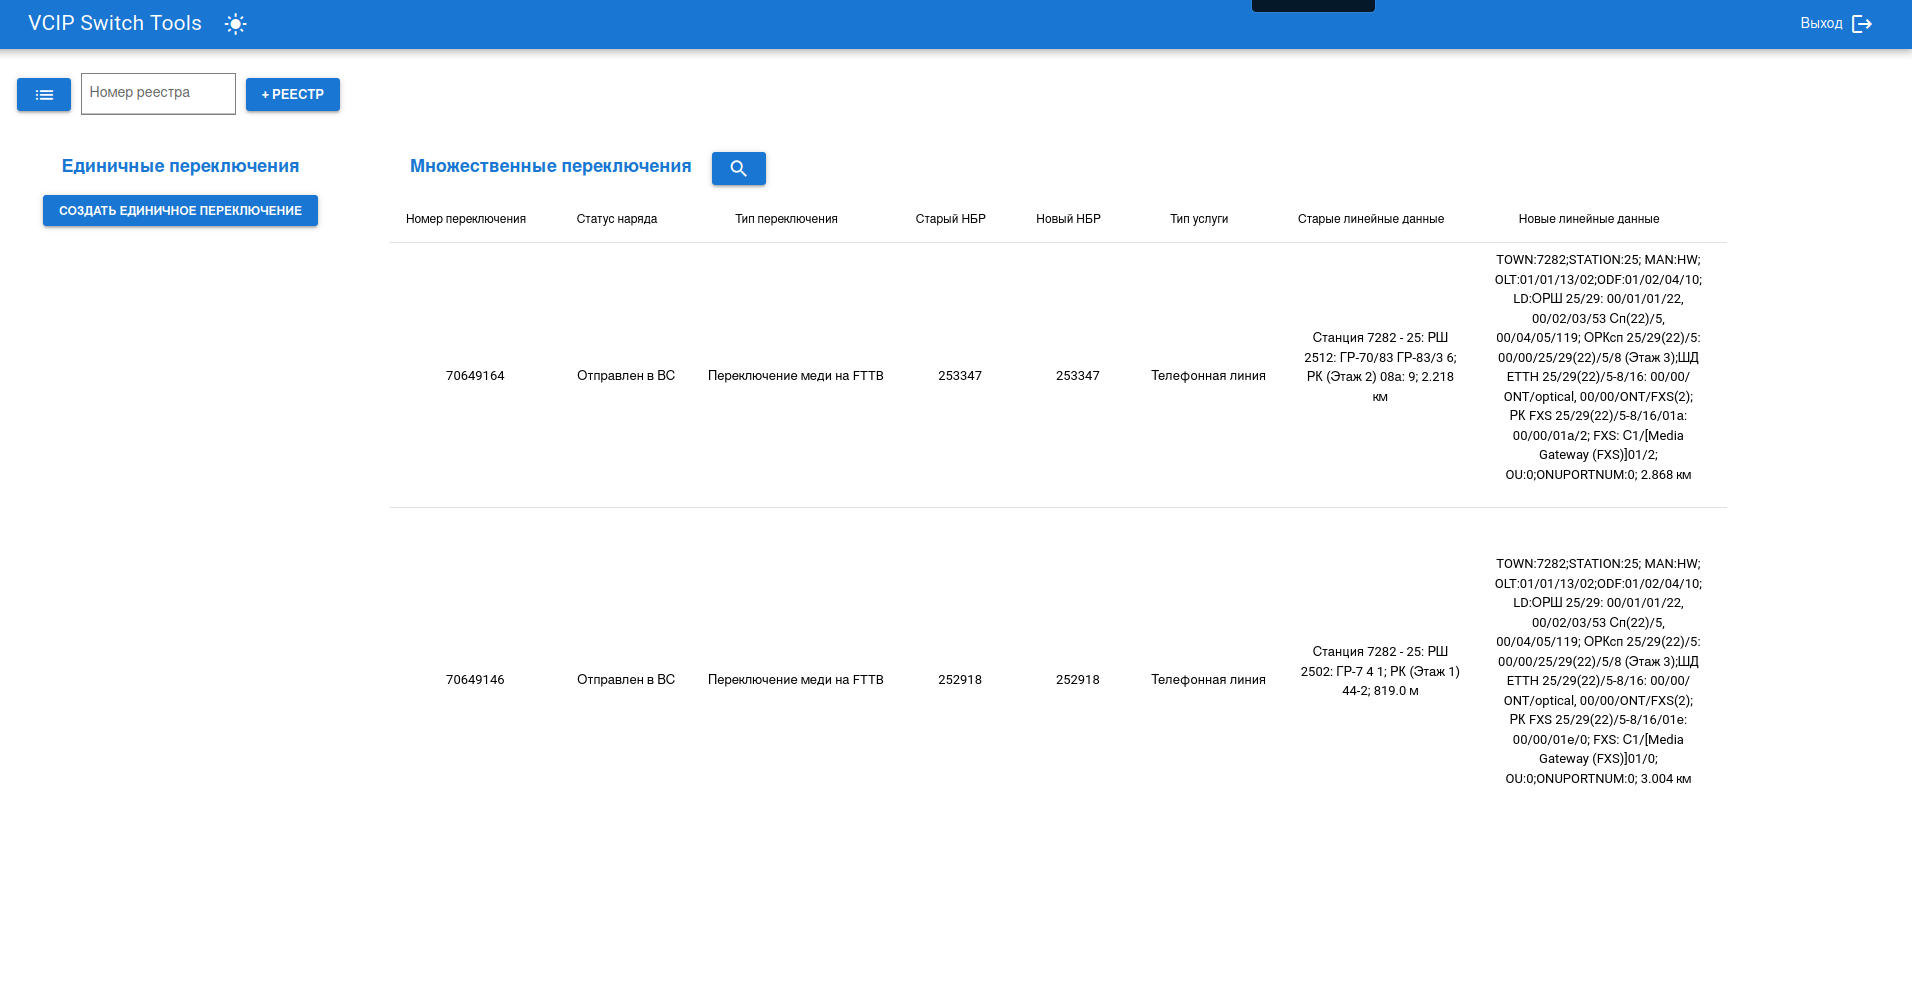 VCIP Switch Tools
Выход
Номер реестра
+ РЕЕСТР
Единичные переключения
СОЗДАТЬ ЕДИНИЧНОЕ ПЕРЕКЛЮЧЕНИЕ
Множественные переключения
Номер переключения Статус наряда Тип переключения Старый НБР Новый НБР Тип услуги Старые линейные данные Новые линейные данные
70649164
Отправлен в ВС
Переключение меди на FTTB
253347
253347
Телефонная линия
Станция 7282 - 25: РШ
2512: ГР-70/83 ГР-83/3 6;
РК (Этаж 2) 08а: 9; 2.218
км
TOWN:7282;STATION:25; MAN:HW;
OLT:01/01/13/02;ODF:01/02/04/10;
LD:ОРШ 25/29: 00/01/01/22,
00/02/03/53 Сп(22)/5,
00/04/05/119; ОРКсп 25/29(22)/5:
00/00/25/29(22)/5/8 (Этаж 3);ШД
ETTH 25/29(22)/5-8/16: 00/00/
ONT/optical, 00/00/ONT/FXS(2);
РК FXS 25/29(22)/5-8/16/01а:
00/00/01а/2; FXS: C1/[Media
Gateway (FXS)]01/2;
OU:0;ONUPORTNUM:0; 2.868 км
70649146
Отправлен в ВС
Переключение меди на FTTB
252918
252918
Телефонная линия
Станция 7282 - 25: РШ
2502: ГР-7 4 1; РК (Этаж 1)
44-2; 819.0 м
TOWN:7282;STATION:25; MAN:HW;
OLT:01/01/13/02;ODF:01/02/04/10;
LD:ОРШ 25/29: 00/01/01/22,
00/02/03/53 Сп(22)/5,
00/04/05/119; ОРКсп 25/29(22)/5:
00/00/25/29(22)/5/8 (Этаж 3);ШД
ETTH 25/29(22)/5-8/16: 00/00/
ONT/optical, 00/00/ONT/FXS(2);
РК FXS 25/29(22)/5-8/16/01е:
00/00/01е/0; FXS: C1/[Media
Gateway (FXS)]01/0;
OU:0;ONUPORTNUM:0; 3.004 км